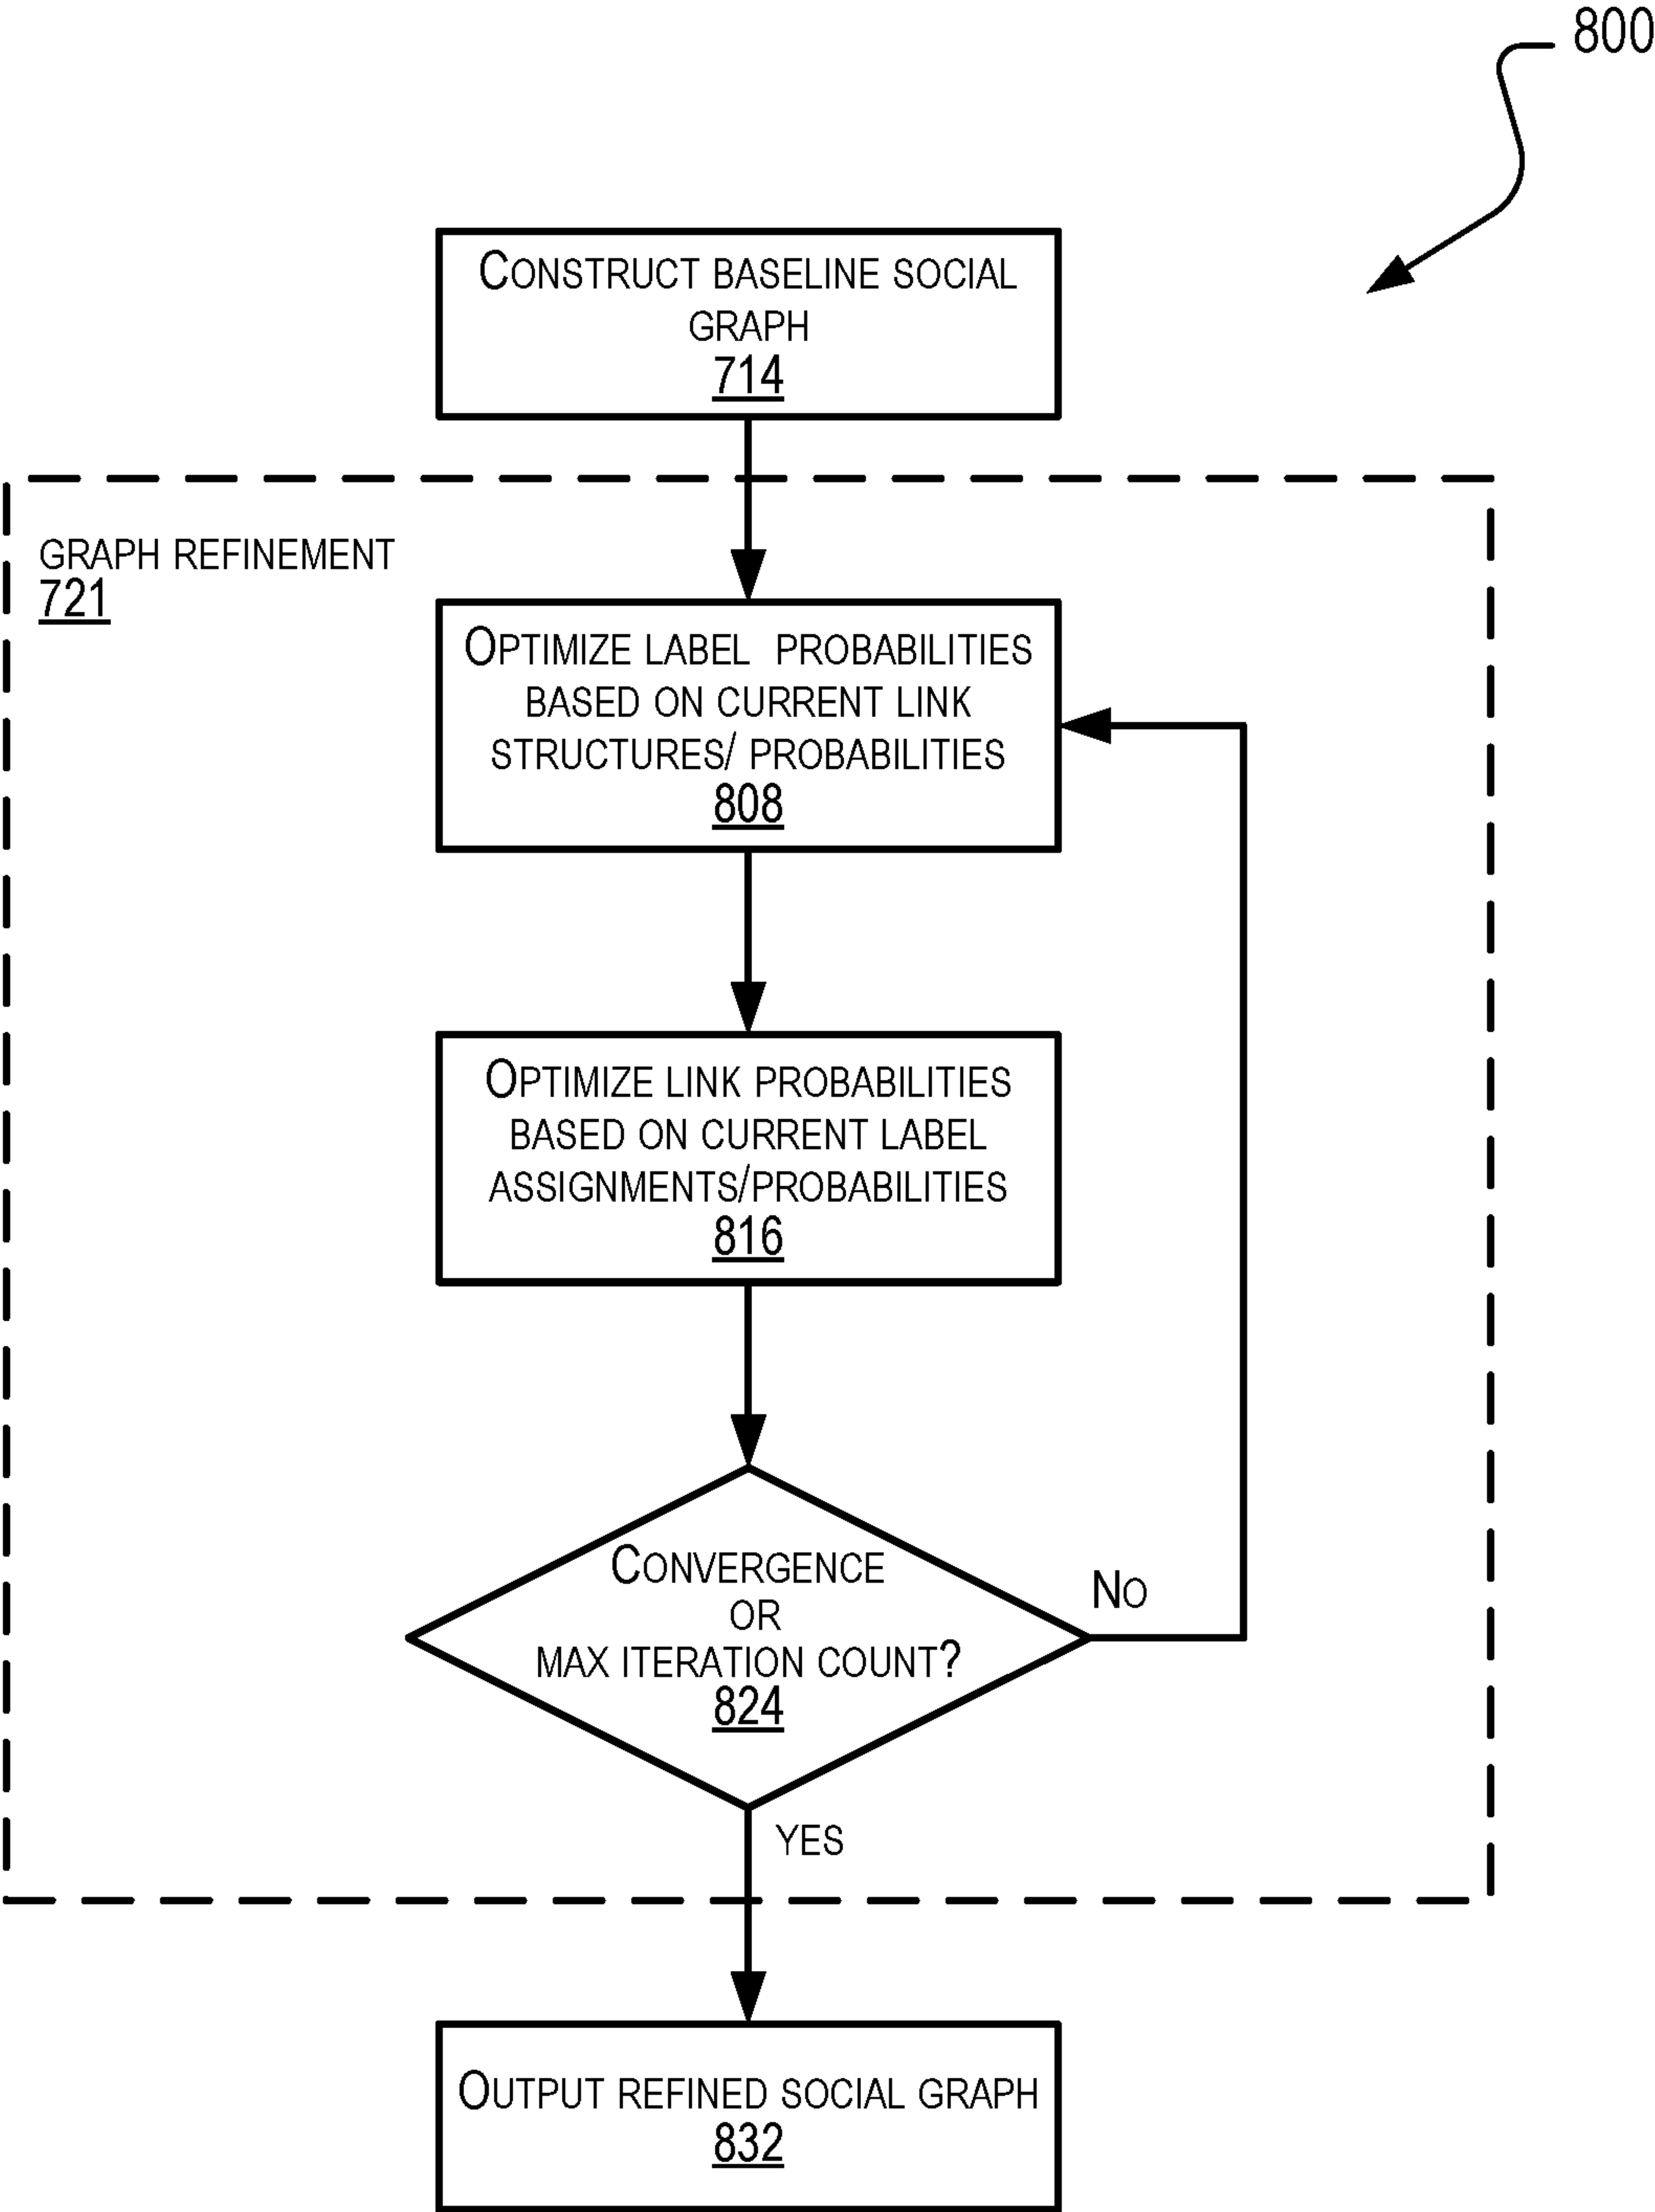 800
Construct baseline social
graph
714
graph refinement
721
Optimize label probabilities
based on current link
structures/ probabilities
808
Optimize link probabilities
based on current label
assignments/probabilities
816
Convergence
or
max iteration count?
824
No
yes
Output refined social graph
832